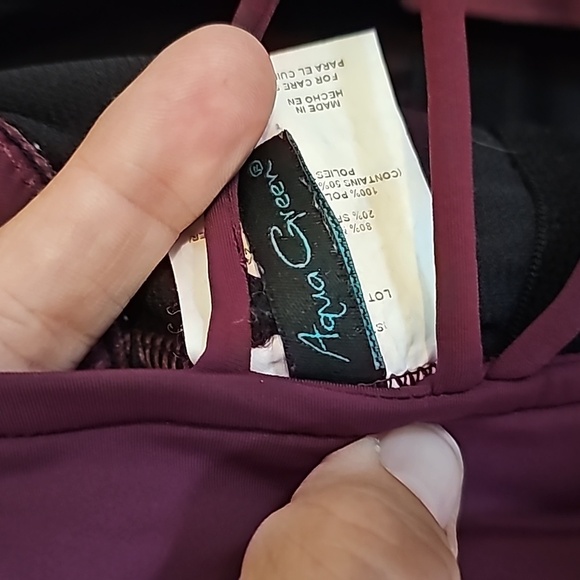 Aqua Green®
PARA EL CUI
FOR CARE
HECHO EN
MADE IN
(CONTAINS 50%
POLIES
100% POL
20% SP
80%
LOT